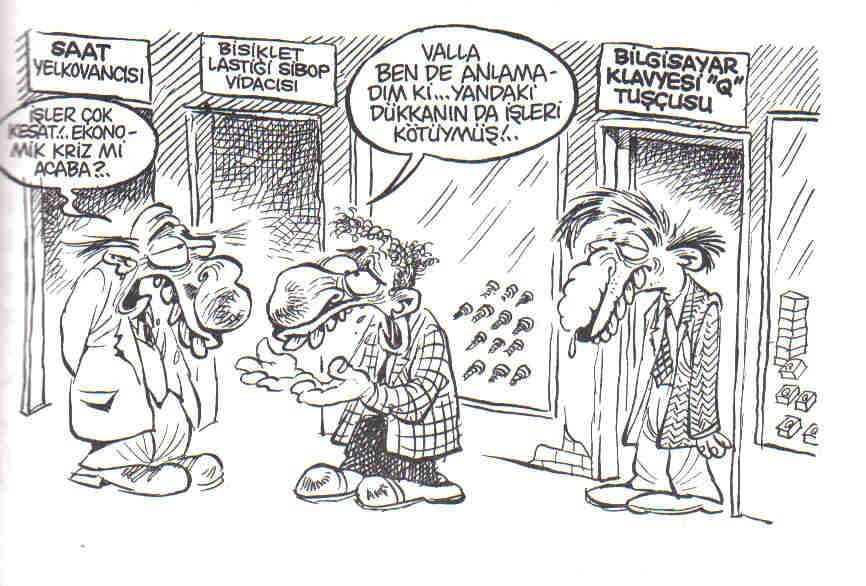 SAAT
YELKOVANCISI
BİSİKLET
LASTİĞİ SİBOP
VİDACISI
BİLGİSAYAR
KLAVYESİ "Q"
TUŞÇUSU
İŞLER ÇOK
KESAT!.. EKONO-
MİK KRİZ Mİ
ACABA?..
VALLA
BEN DE ANLAMA-
DIM Kİ... YANDAKİ
DÜKKANIN DA İŞLERİ
KÖTÜYMÜŞ!..